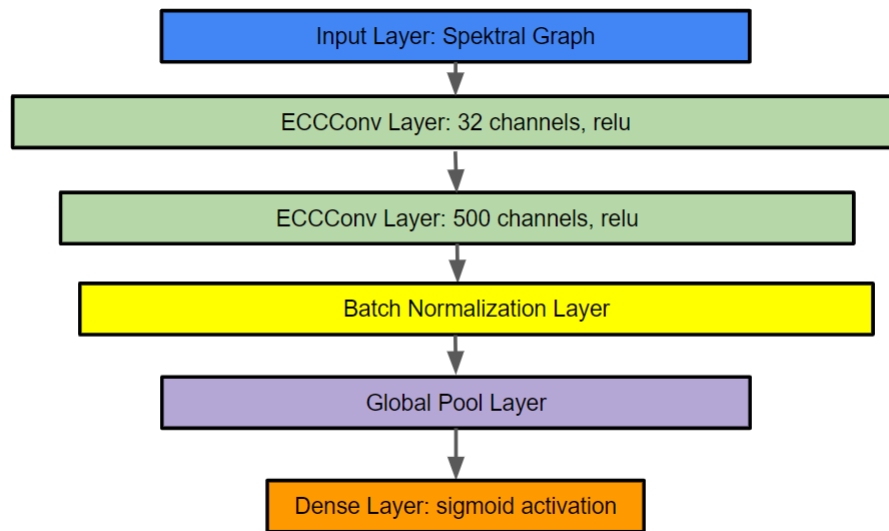 Input Layer: Spektral Graph
ECCConv Layer: 32 channels, relu
ECCConv Layer: 500 channels, relu
Batch Normalization Layer
Global Pool Layer
Dense Layer: sigmoid activation